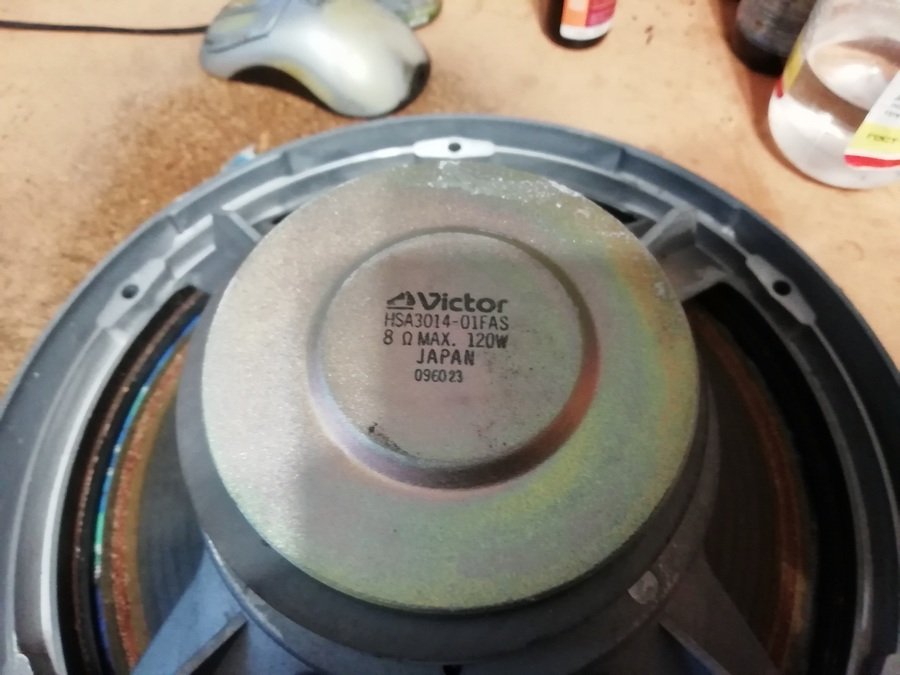 Victor
HSA3014-01FAS
8 Ω MAX. 120W
JAPAN
096023